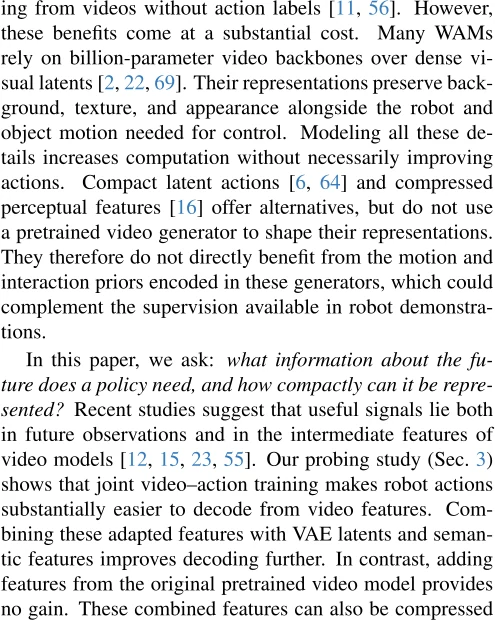 ing from videos without action labels [11, 56]. However,
these benefits come at a substantial cost. Many WAMs
rely on billion-parameter video backbones over dense vi-
sual latents [2, 22, 69]. Their representations preserve back-
ground, texture, and appearance alongside the robot and
object motion needed for control. Modeling all these de-
tails increases computation without necessarily improving
actions. Compact latent actions [6, 64] and compressed
perceptual features [16] offer alternatives, but do not use
a pretrained video generator to shape their representations.
They therefore do not directly benefit from the motion and
interaction priors encoded in these generators, which could
complement the supervision available in robot demonstra-
tions.
In this paper, we ask: what information about the fu-
ture does a policy need, and how compactly can it be repre-
sented? Recent studies suggest that useful signals lie both
in future observations and in the intermediate features of
video models [12, 15, 23, 55]. Our probing study (Sec. 3)
shows that joint video–action training makes robot actions
substantially easier to decode from video features. Com-
bining these adapted features with VAE latents and seman-
tic features improves decoding further. In contrast, adding
features from the original pretrained video model provides
no gain. These combined features can also be compressed